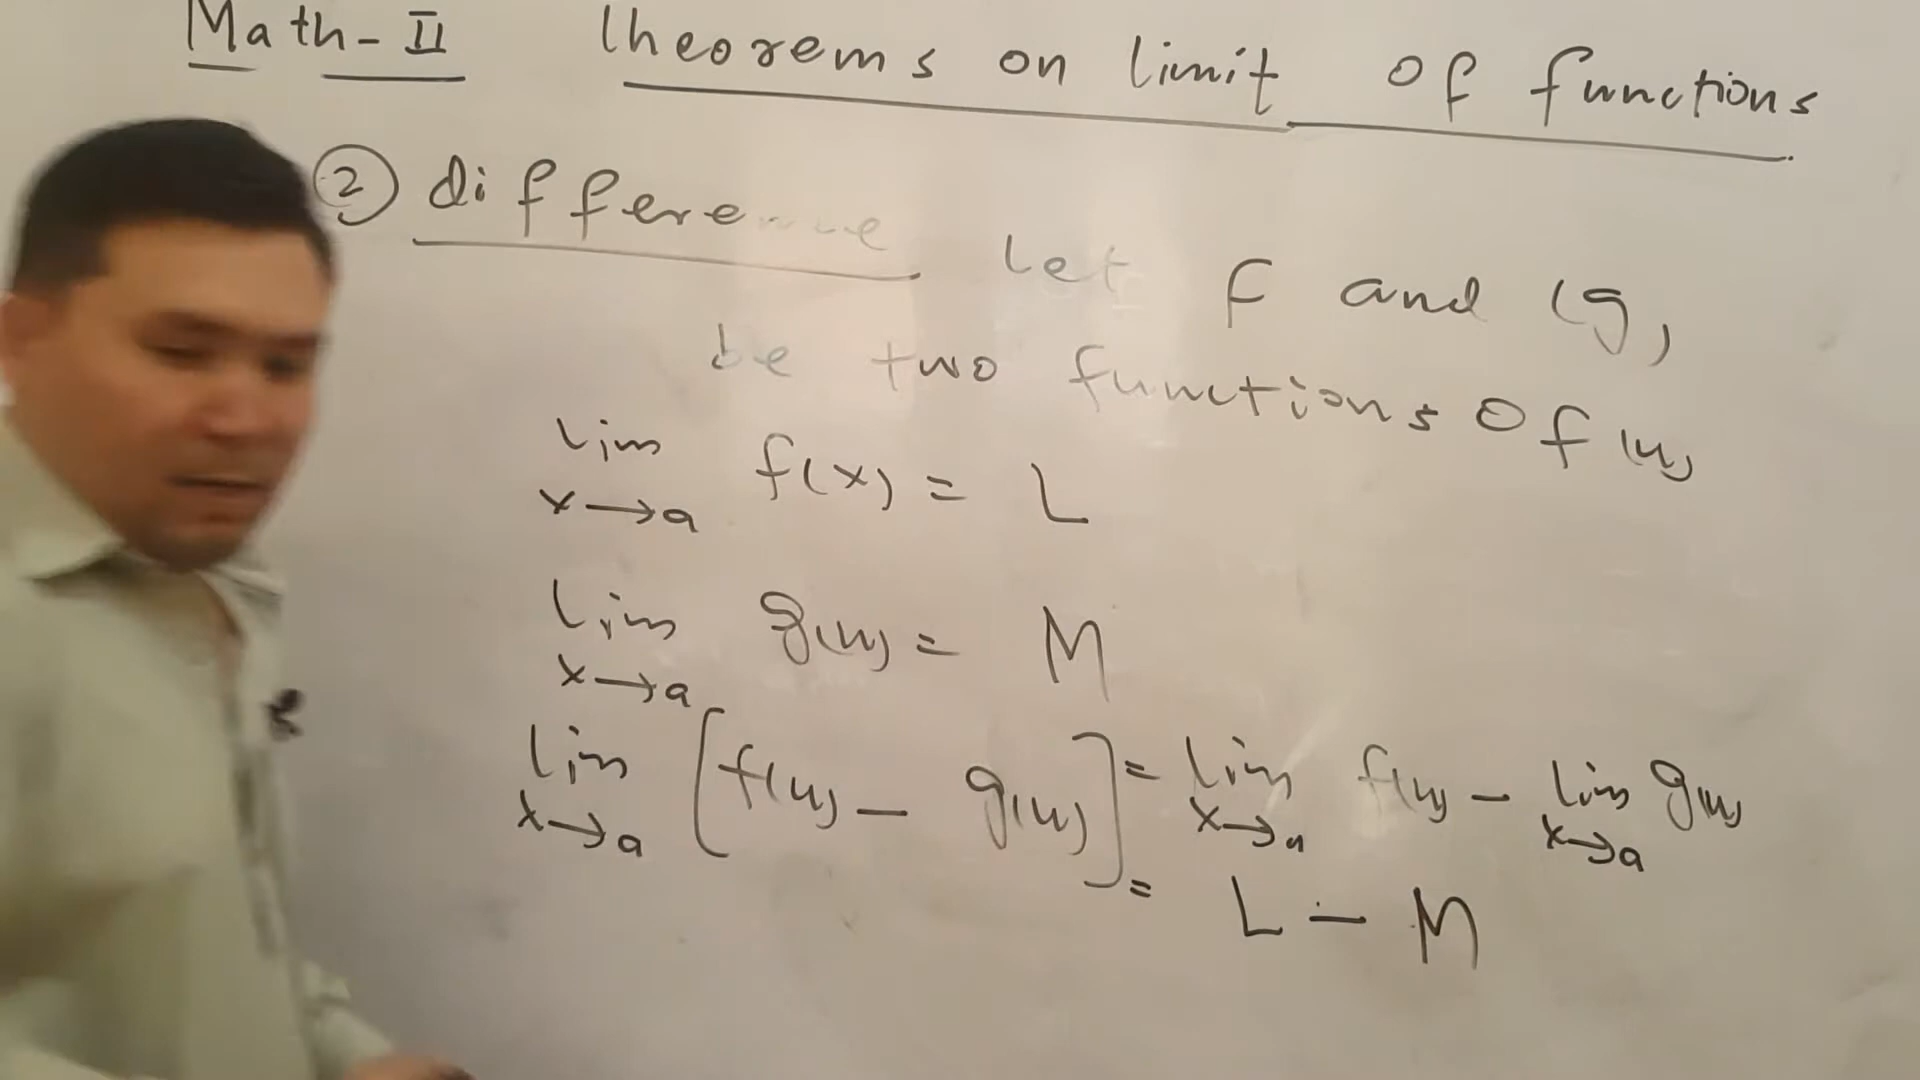 Math-II theorems on limit of functions
② difference let f and g,
be two functions of (x)
lim x→a f(x) = L
lim x→a g(x) = M
lim x→a [f(x) - g(x)] = lim x→a f(x) - lim x→a g(x)
= L - M